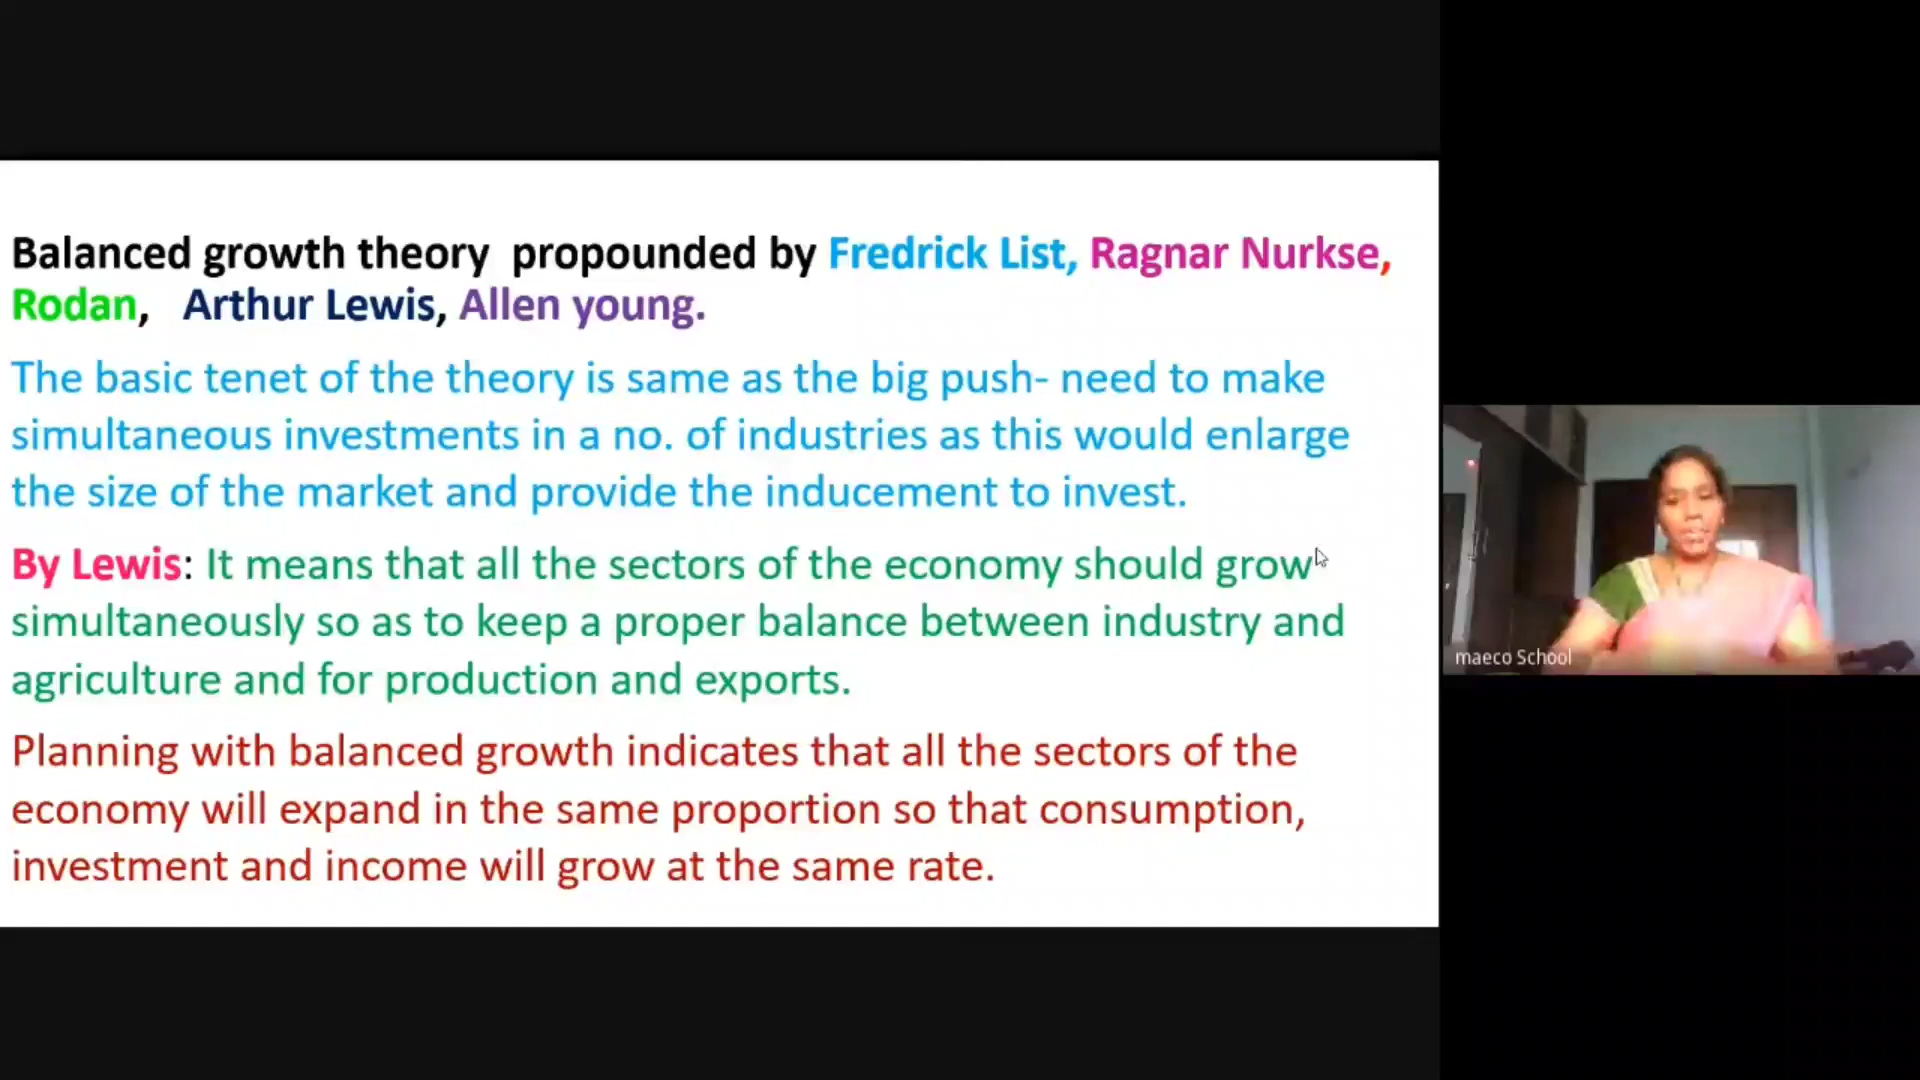 Balanced growth theory propounded by Fredrick List, Ragnar Nurkse,
Rodan, Arthur Lewis, Allen young.
The basic tenet of the theory is same as the big push- need to make
simultaneous investments in a no. of industries as this would enlarge
the size of the market and provide the inducement to invest.
By Lewis: It means that all the sectors of the economy should grow
simultaneously so as to keep a proper balance between industry and
agriculture and for production and exports.
Planning with balanced growth indicates that all the sectors of the
economy will expand in the same proportion so that consumption,
investment and income will grow at the same rate.
maeco School